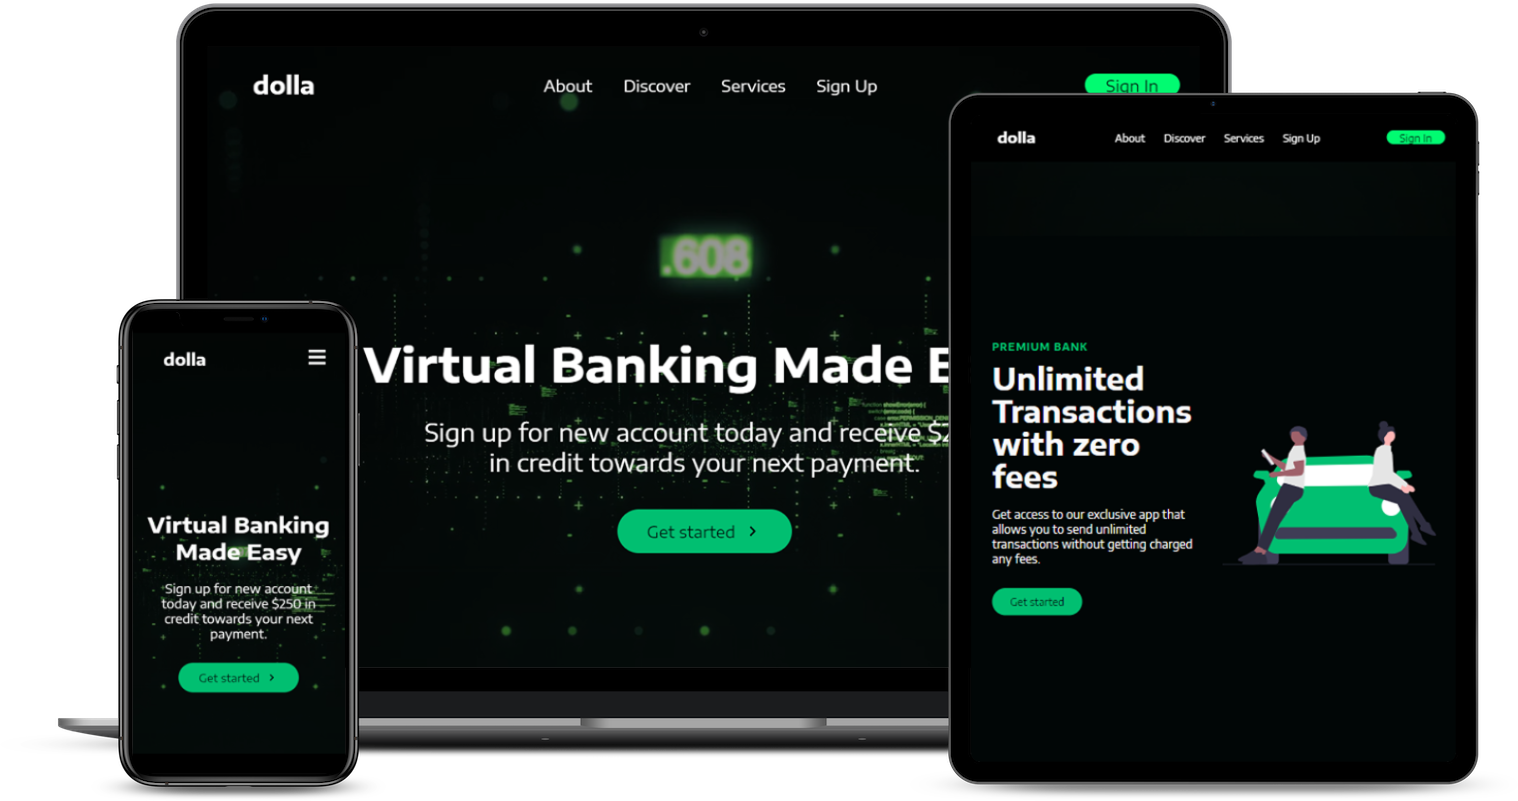 dolla
About
Discover
Services
Sign Up
Sign In
.608
Virtual Banking Made
Sign up for new account today and receive
in credit towards your next payment.
Get started
dolla
Virtual Banking
Made Easy
Sign up for new account
today and receive $250 in
credit towards your next
payment.
Get started
dolla
About
Discover
Services
Sign Up
Sign In
PREMIUM BANK
Unlimited
Transactions
with zero
fees
Get access to our exclusive app that
allows you to send unlimited
transactions without getting charged
any fees.
Get started